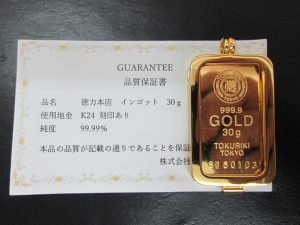 GUARANTEE
品質保証書
品名 徳力本店 インゴット 30g
使用地金 K24 刻印あり
純度 99.99%
本品の品質が記載の通りであることを保証
株式会
999.9
GOLD
30g
TOKURIKI
TOKYO